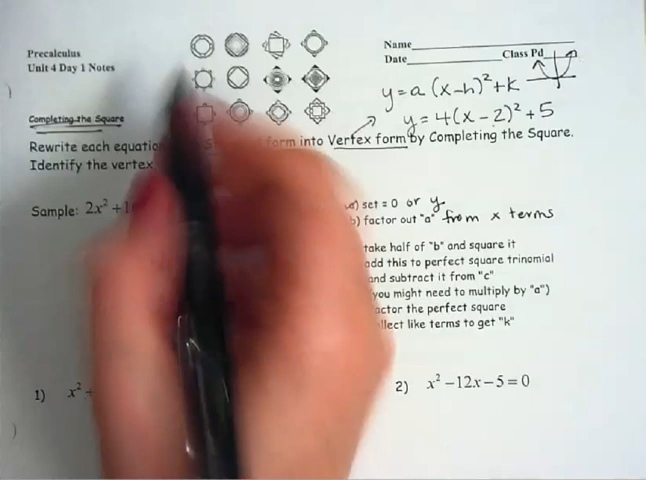 Precalculus
Unit 4 Day 1 Notes
Name
Date Class Pd
y = a (x-h)² + k
y = 4(x - 2)² + 5
Completing the Square
Rewrite each form into Vertex form by Completing the Square.
Identify the vertex
Sample: 2x² +
set = 0 or y
b) factor out "a" from x terms
take half of "b" and square it
add this to perfect square trinomial
and subtract it from "c"
you might need to multiply by "a")
the perfect square
like terms to get "k"
1) x² +
2) x² - 12x - 5 = 0